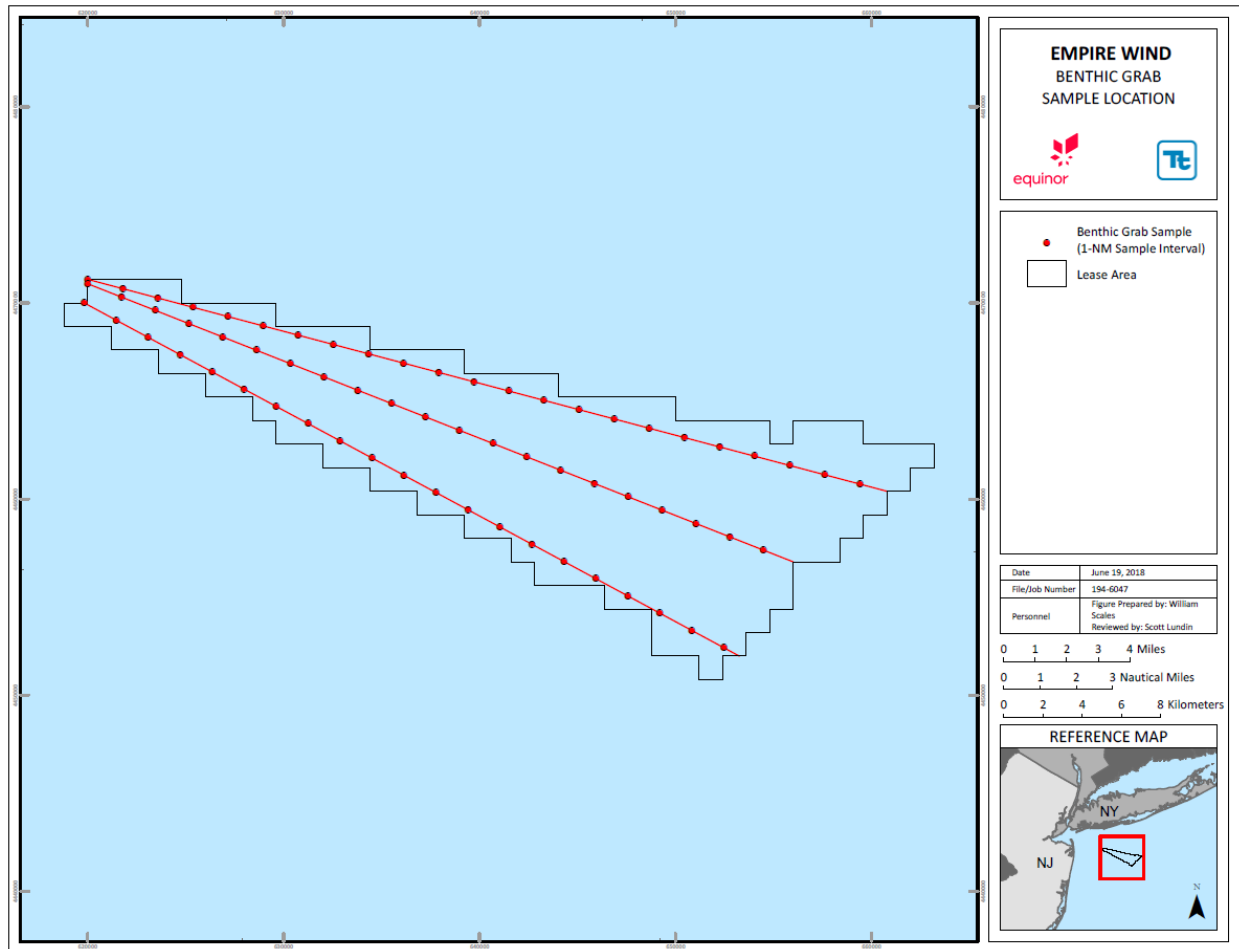 EMPIRE WIND
BENTHIC GRAB
SAMPLE LOCATION
equinor
Tt
Benthic Grab Sample
(1-NM Sample Interval)
Lease Area
Date June 19, 2018
File/Job Number 194-6047
Personnel Figure Prepared by: William
Scales
Reviewed by: Scott Lundin
0 1 2 3 4 Miles
0 1 2 3 Nautical Miles
0 2 4 6 8 Kilometers
REFERENCE MAP
NY
NJ
N